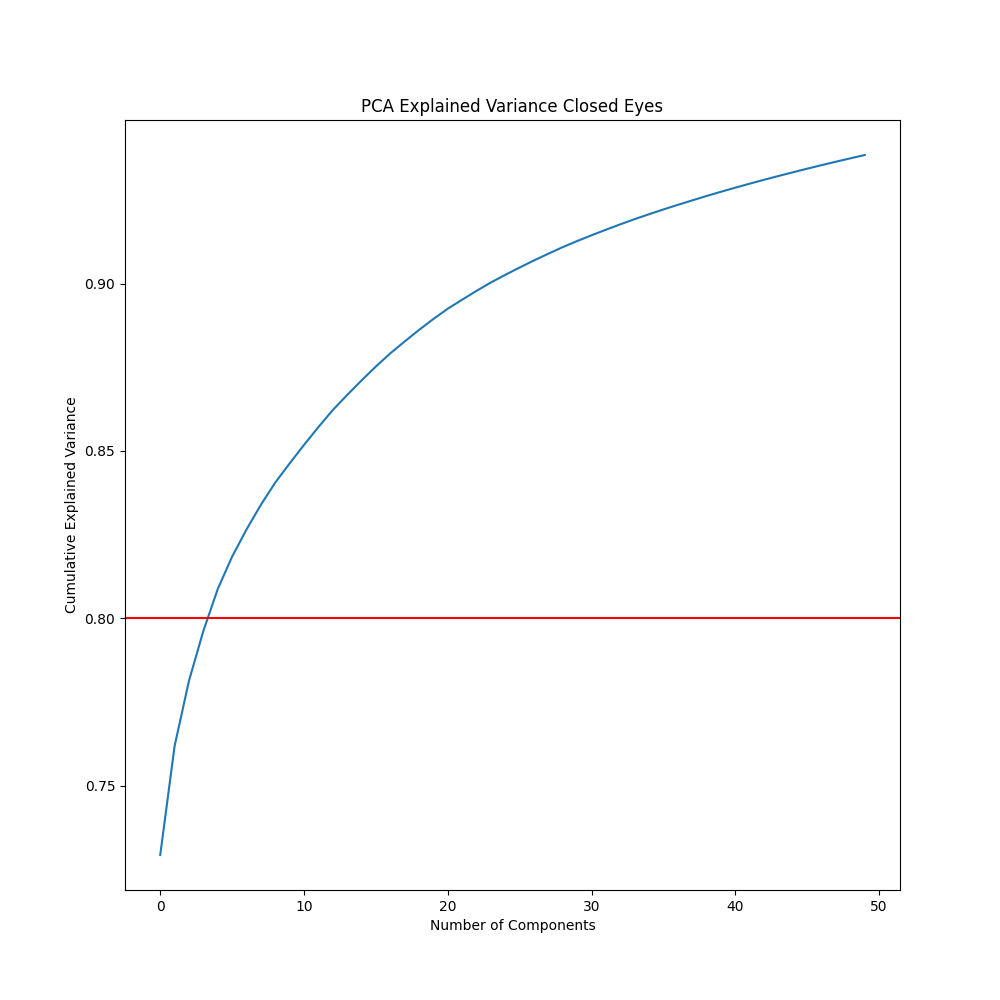 PCA Explained Variance Closed Eyes
Cumulative Explained Variance
0.90
0.85
0.80
0.75
0 10 20 30 40 50
Number of Components